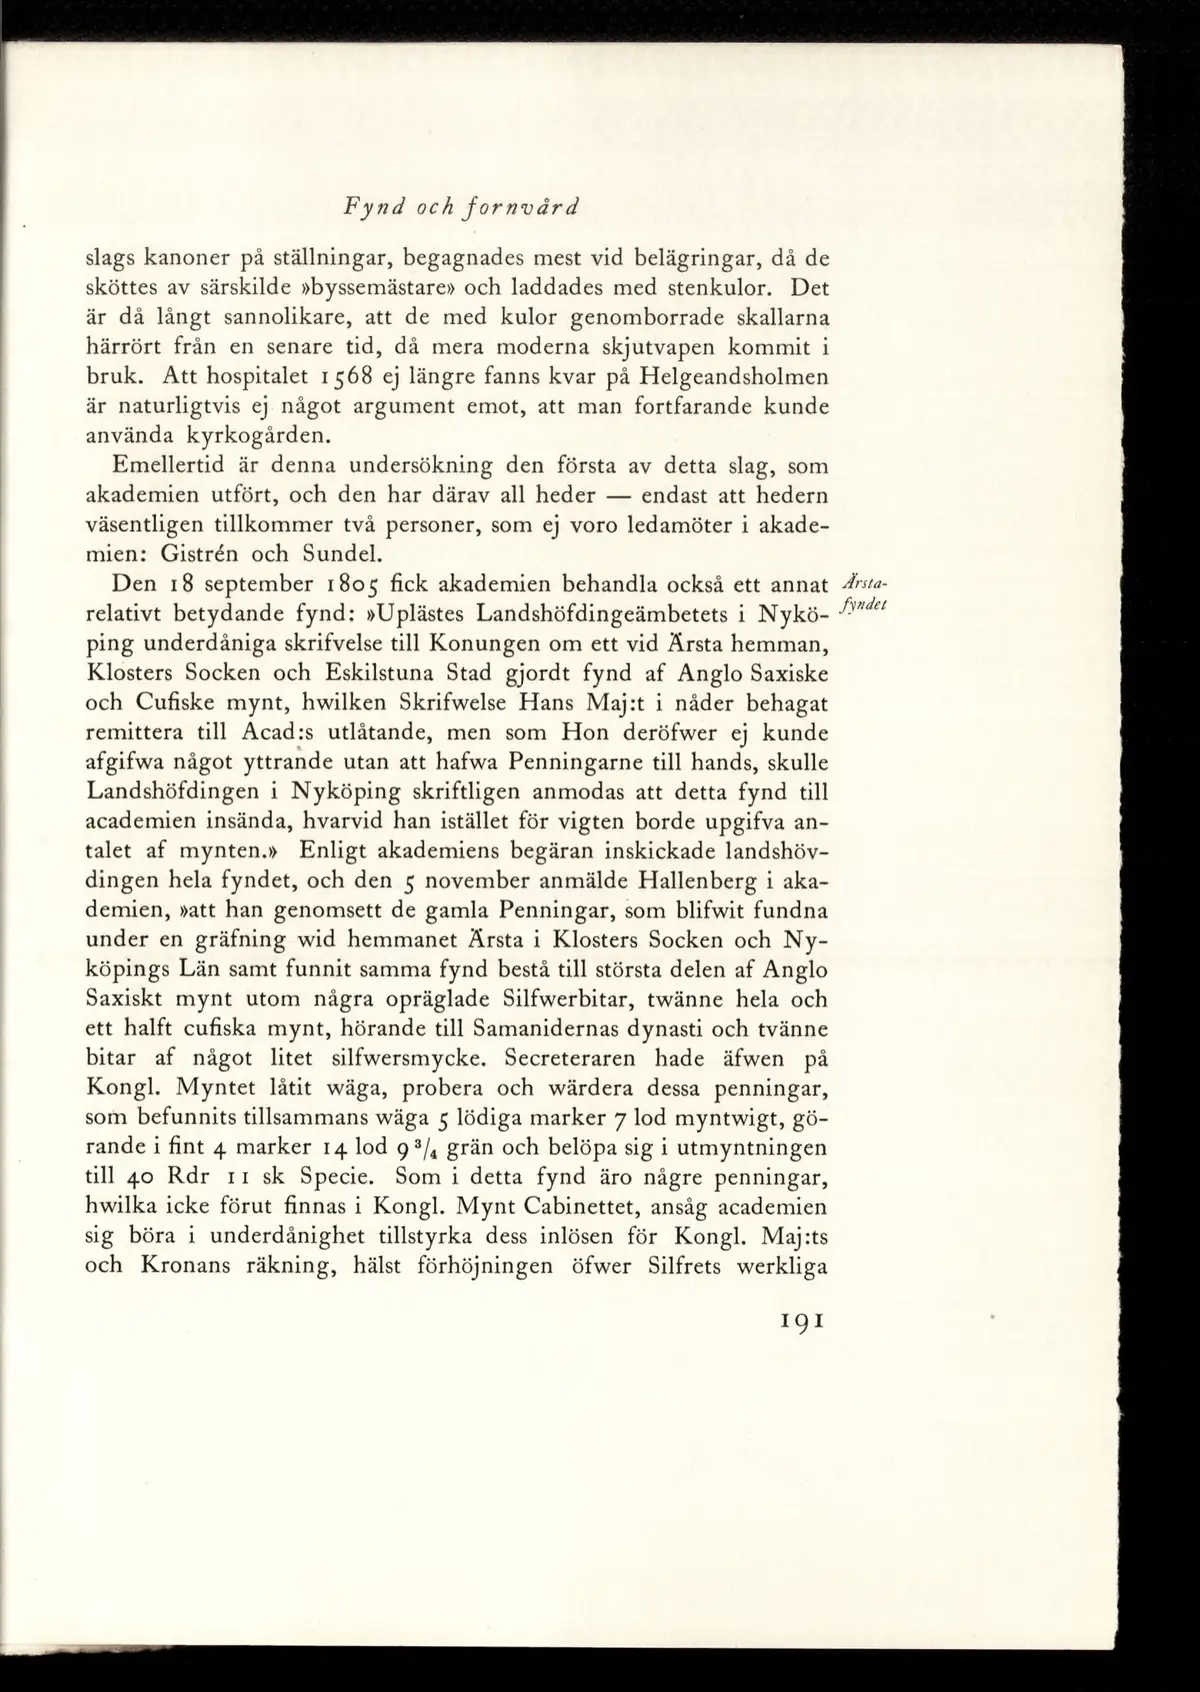 Fynd och fornvård
slags kanoner på ställningar, begagnades mest vid belägringar, då de
sköttes av särskilde »byssemästare» och laddades med stenkulor. Det
är då långt sannolikare, att de med kulor genomborrade skallarna
härrört från en senare tid, då mera moderna skjutvapen kommit i
bruk. Att hospitalet 1568 ej längre fanns kvar på Helgeandsholmen
är naturligtvis ej något argument emot, att man fortfarande kunde
använda kyrkogården.
Emellertid är denna undersökning den första av detta slag, som
akademien utfört, och den har därav all heder — endast att hedern
väsentligen tillkommer två personer, som ej voro ledamöter i akade-
mien: Gistrén och Sundel.
Den 18 september 1805 fick akademien behandla också ett annat
Ärsta-
fyndet
relativt betydande fynd: »Uplästes Landshöfdingeämbetets i Nykö-
ping underdåniga skrifvelse till Konungen om ett vid Ärsta hemman,
Klosters Socken och Eskilstuna Stad gjordt fynd af Anglo Saxiske
och Cufiske mynt, hwilken Skrifwelse Hans Maj:t i nåder behagat
remittera till Acad:s utlåtande, men som Hon deröfwer ej kunde
afgifwa något yttrande utan att hafwa Penningarne till hands, skulle
Landshöfdingen i Nyköping skriftligen anmodas att detta fynd till
academien insända, hvarvid han istället för vigten borde upgifva an-
talet af mynten.» Enligt akademiens begäran inskickade landshöv-
dingen hela fyndet, och den 5 november anmälde Hallenberg i aka-
demien, »att han genomsett de gamla Penningar, som blifwit fundna
under en gräfning wid hemmanet Ärsta i Klosters Socken och Ny-
köpings Län samt funnit samma fynd bestå till största delen af Anglo
Saxiskt mynt utom några opräglade Silfwerbitar, twänne hela och
ett halft cufiska mynt, hörande till Samanidernas dynasti och tvänne
bitar af något litet silfwersmycke. Secreteraren hade äfwen på
Kongl. Myntet låtit wäga, probera och wärdera dessa penningar,
som befunnits tillsammans wäga 5 lödiga marker 7 lod myntwigt, gö-
rande i fint 4 marker 14 lod 9 3/4 grän och belöpa sig i utmyntningen
till 40 Rdr 11 sk Specie. Som i detta fynd äro någre penningar,
hwilka icke förut finnas i Kongl. Mynt Cabinettet, ansåg academien
sig böra i underdånighet tillstyrka dess inlösen för Kongl. Maj:ts
och Kronans räkning, hälst förhöjningen öfwer Silfrets werkliga
191